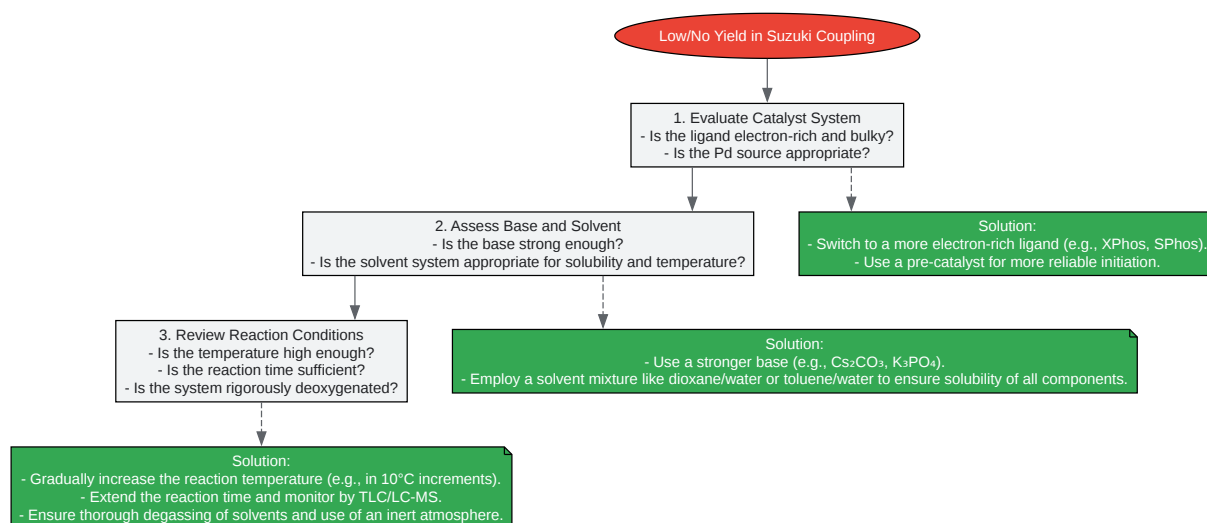 Low/No Yield in Suzuki Coupling
1. Evaluate Catalyst System
- Is the ligand electron-rich and bulky?
- Is the Pd source appropriate?
2. Assess Base and Solvent
- Is the base strong enough?
- Is the solvent system appropriate for solubility and temperature?
Solution:
- Switch to a more electron-rich ligand (e.g., XPhos, SPhos).
- Use a pre-catalyst for more reliable initiation.
3. Review Reaction Conditions
- Is the temperature high enough?
- Is the reaction time sufficient?
- Is the system rigorously deoxygenated?
Solution:
- Use a stronger base (e.g., Cs₂CO₃, K₃PO₄).
- Employ a solvent mixture like dioxane/water or toluene/water to ensure solubility of all components.
Solution:
- Gradually increase the reaction temperature (e.g., in 10°C increments).
- Extend the reaction time and monitor by TLC/LC-MS.
- Ensure thorough degassing of solvents and use of an inert atmosphere.